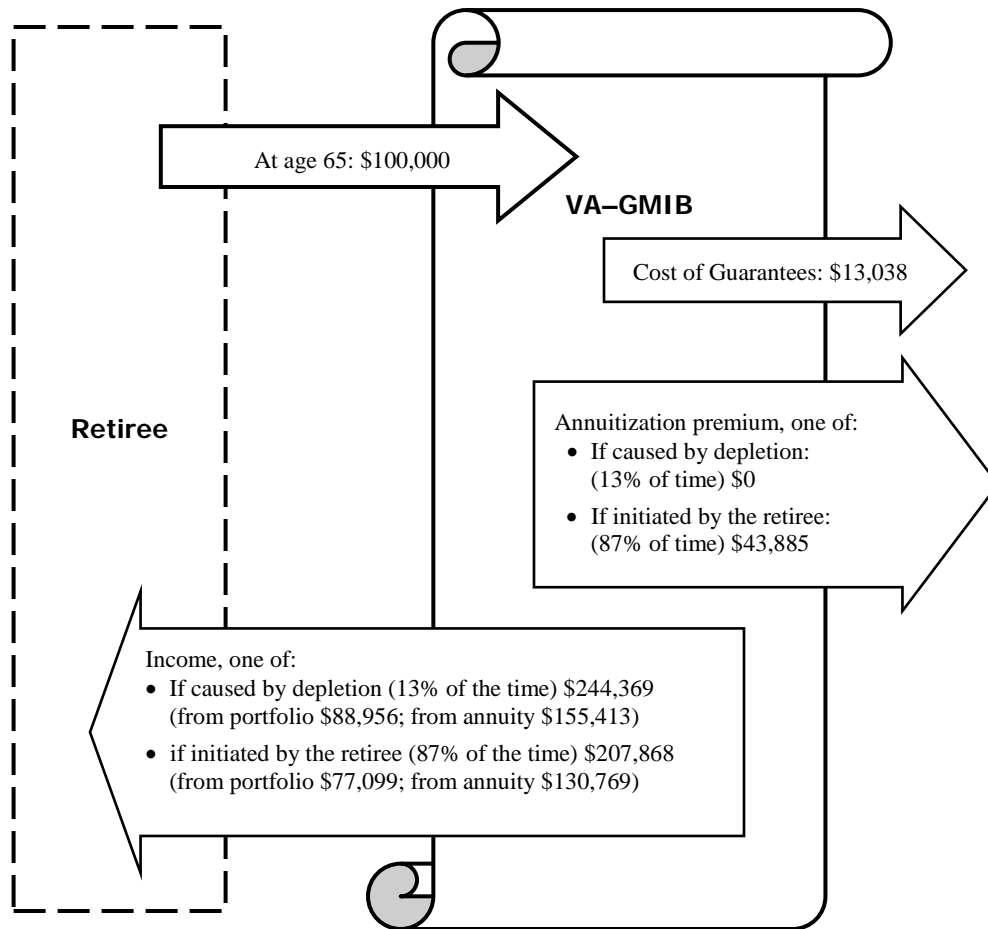 At age 65: $100,000
VA–GMIB
Cost of Guarantees: $13,038
Retiree
Annuitization premium, one of:
• If caused by depletion:
(13% of time) $0
• If initiated by the retiree:
(87% of time) $43,885
Income, one of:
• If caused by depletion (13% of the time) $244,369
(from portfolio $88,956; from annuity $155,413)
• if initiated by the retiree (87% of the time) $207,868
(from portfolio $77,099; from annuity $130,769)